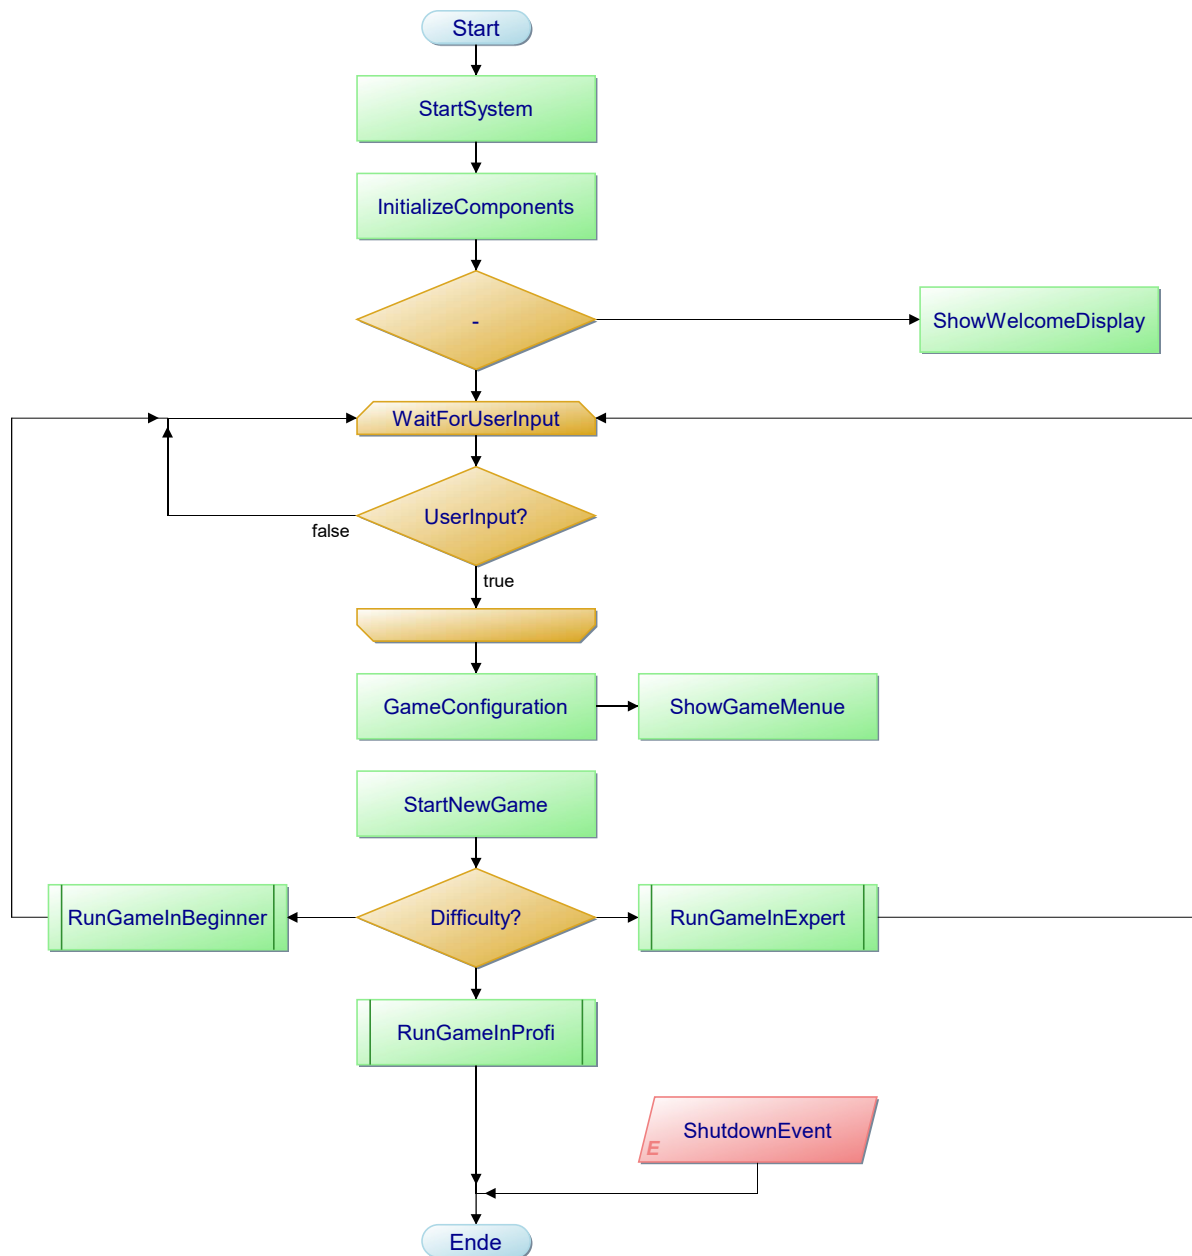 Start
StartSystem
InitializeComponents
-
ShowWelcomeDisplay
WaitForUserInput
UserInput?
false
true
GameConfiguration
ShowGameMenue
StartNewGame
RunGameInBeginner
Difficulty?
RunGameInExpert
RunGameInProfi
ShutdownEvent
E
Ende